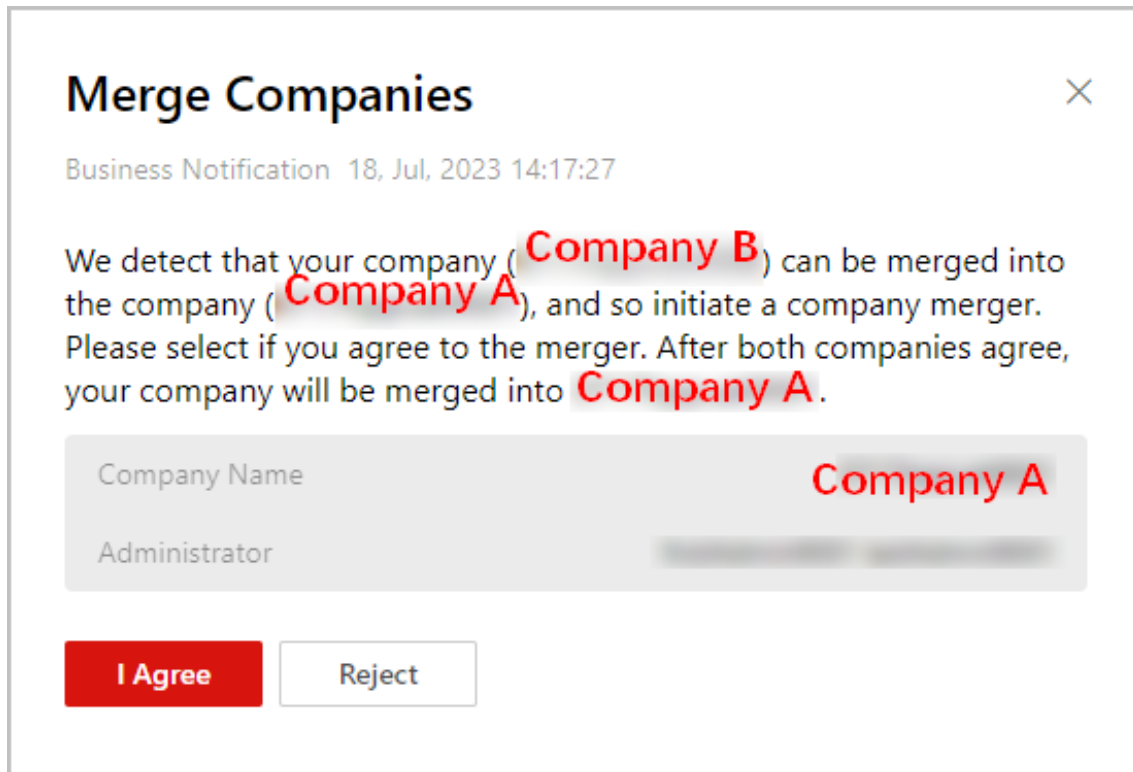 Merge Companies
Business Notification 18, Jul, 2023 14:17:27
We detect that your company ( Company B ) can be merged into
the company ( Company A ), and so initiate a company merger.
Please select if you agree to the merger. After both companies agree,
your company will be merged into Company A .
Company Name Company A
Administrator
I Agree Reject